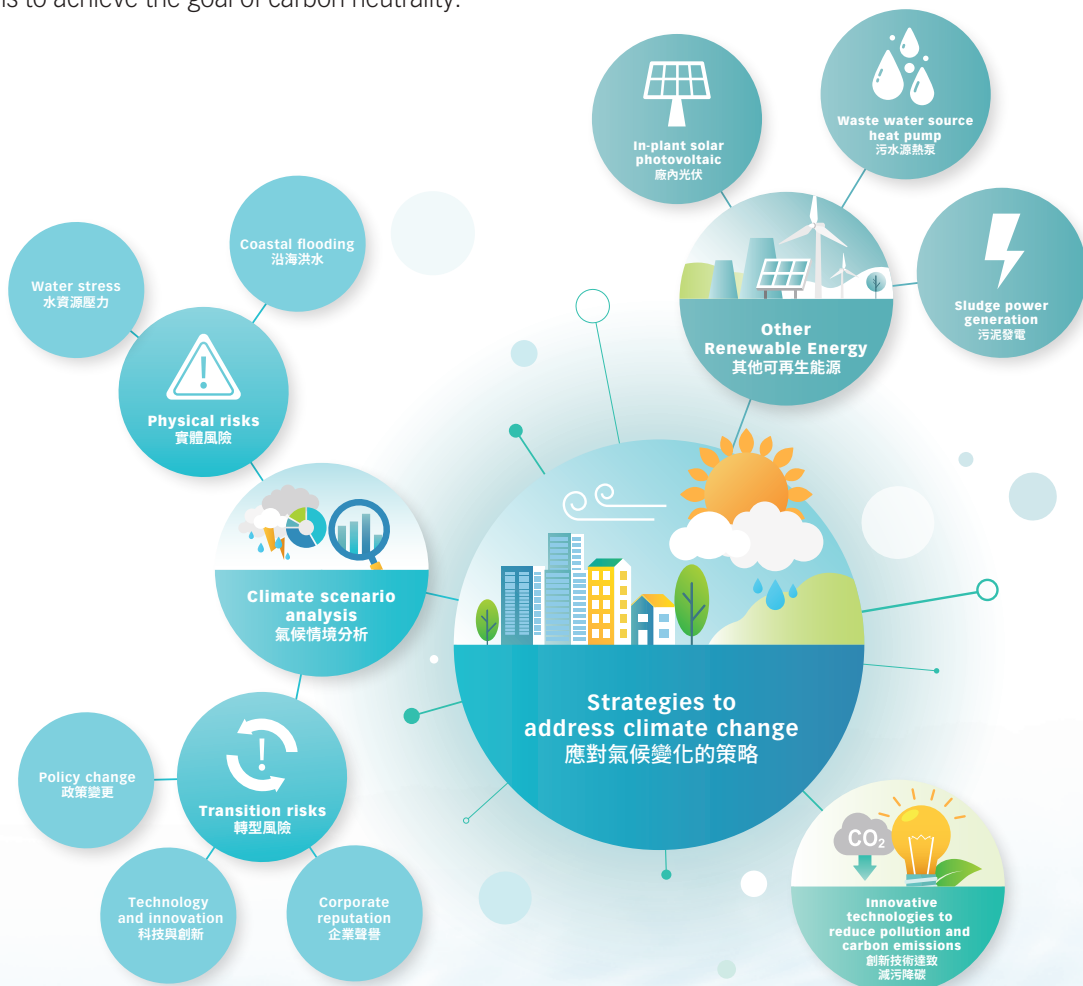 ns to achieve the goal of carbon neutrality.
In-plant solar
photovoltaic
廠內光伏
Waste water source
heat pump
污水源熱泵
Sludge power
generation
污泥發電
Other
Renewable Energy
其他可再生能源
Coastal flooding
沿海洪水
Water stress
水資源壓力
Physical risks
實體風險
Climate scenario
analysis
氣候情境分析
Strategies to
address climate change
應對氣候變化的策略
Transition risks
轉型風險
Policy change
政策變更
Technology
and innovation
科技與創新
Corporate
reputation
企業聲譽
CO₂
Innovative
technologies to
reduce pollution and
carbon emissions
創新技術達致
減污降碳